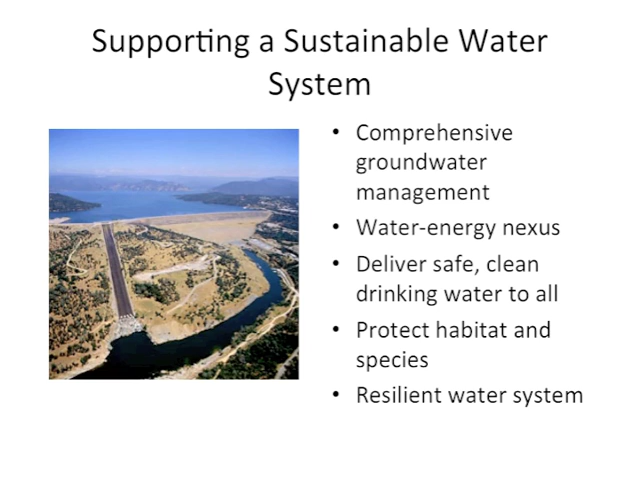 Supporting a Sustainable Water
System
• Comprehensive
groundwater
management
• Water-energy nexus
• Deliver safe, clean
drinking water to all
• Protect habitat and
species
• Resilient water system